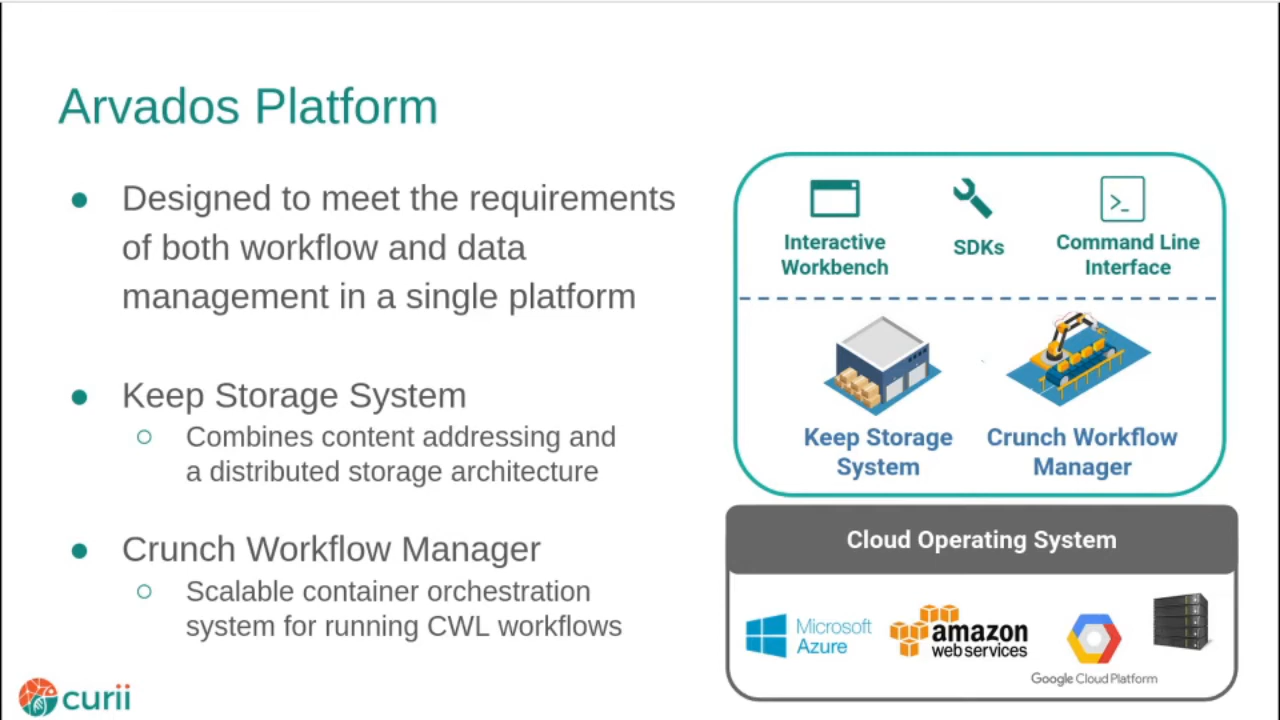 Arvados Platform
● Designed to meet the requirements
of both workflow and data
management in a single platform
● Keep Storage System
○ Combines content addressing and
a distributed storage architecture
● Crunch Workflow Manager
○ Scalable container orchestration
system for running CWL workflows
Interactive
Workbench
SDKs
Command Line
Interface
>_
Keep Storage
System
Crunch Workflow
Manager
Cloud Operating System
Microsoft
Azure
amazon
web services
Google Cloud Platform
curii